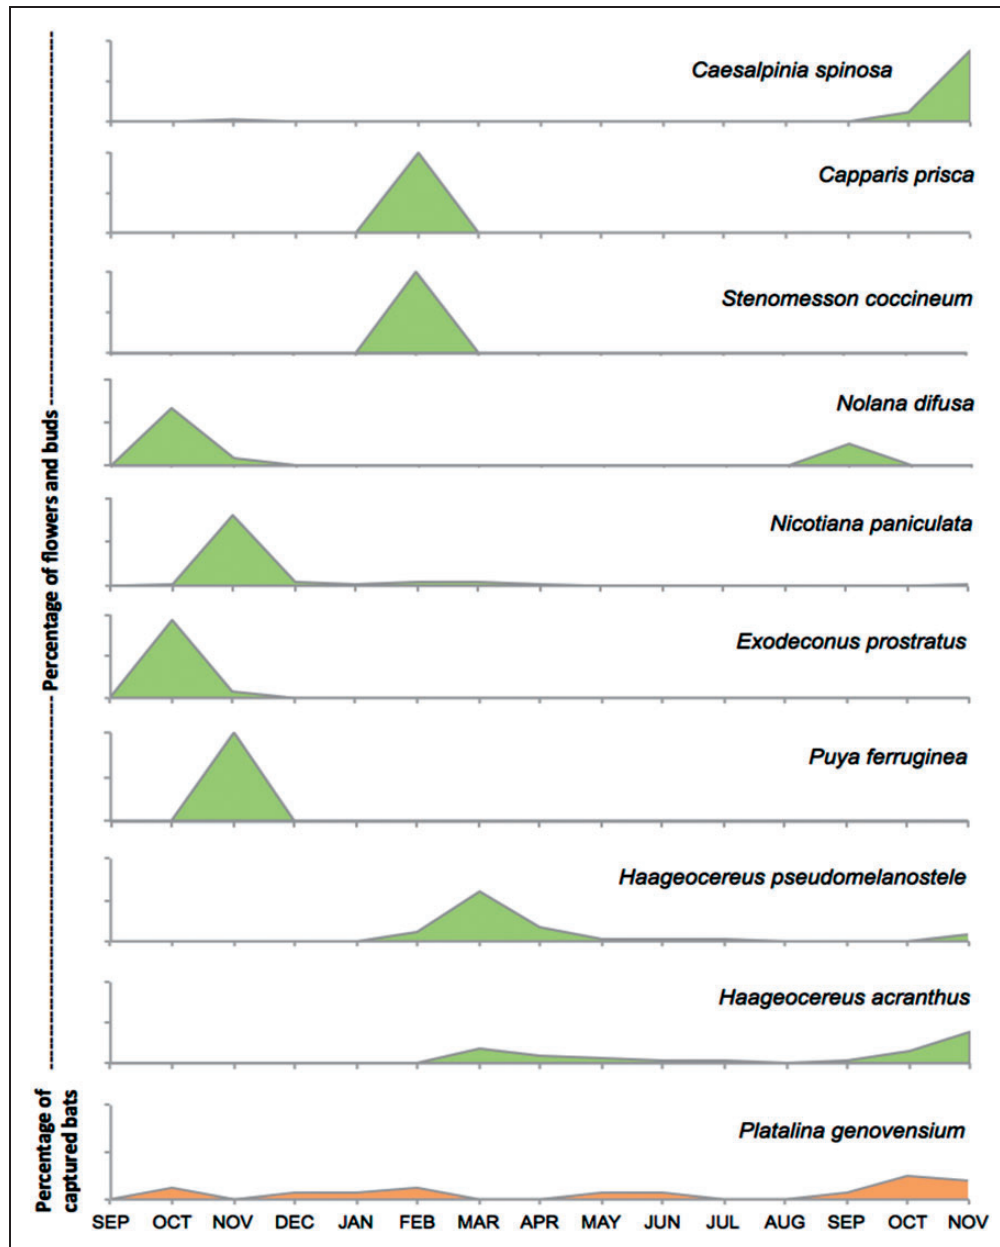 Caesalpinia spinosa
Capparis prisca
Stenomesson coccineum
Nolana difusa
Nicotiana paniculata
Exodeconus prostratus
Puya ferruginea
Haageocereus pseudomelanostele
Haageocereus acranthus
Platalina genovensium
Percentage of flowers and buds
Percentage of
captured bats
SEP OCT NOV DEC JAN FEB MAR APR MAY JUN JUL AUG SEP OCT NOV